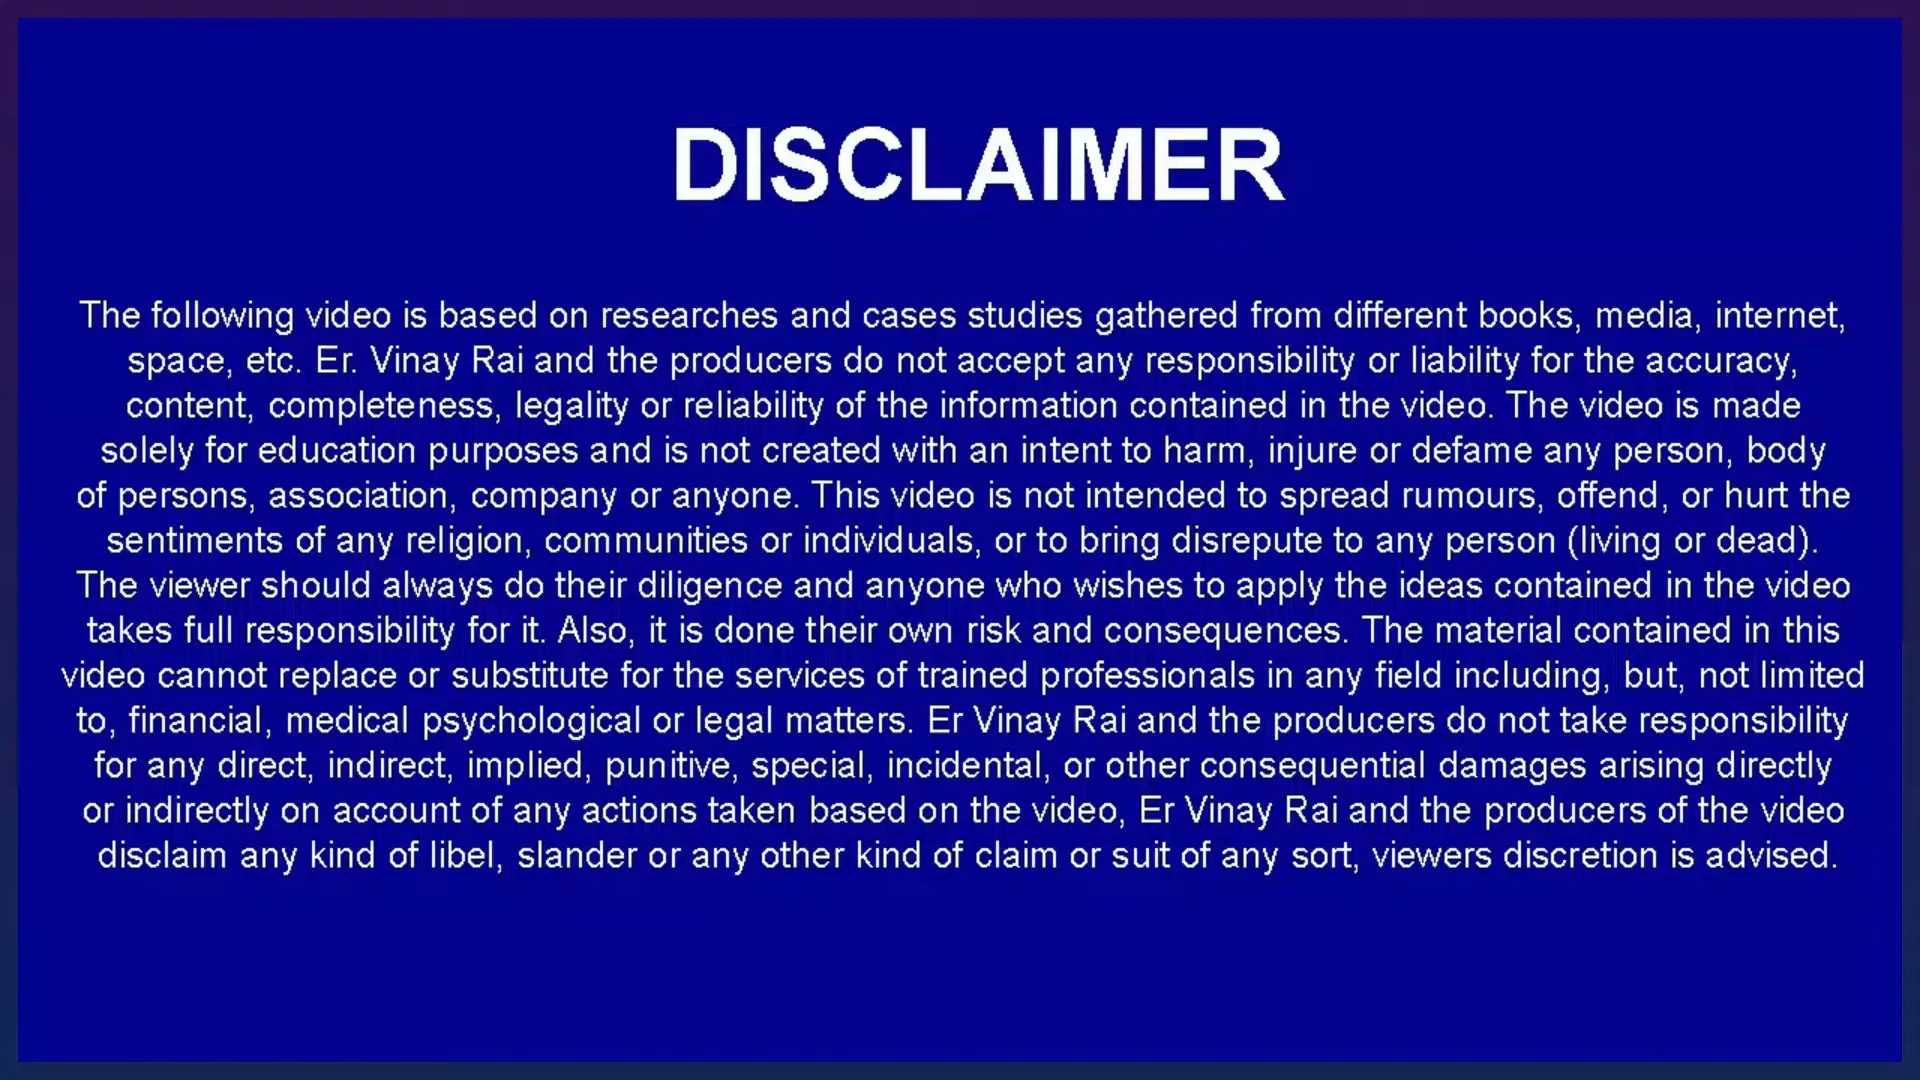 DISCLAIMER
The following video is based on researches and cases studies gathered from different books, media, internet,
space, etc. Er. Vinay Rai and the producers do not accept any responsibility or liability for the accuracy,
content, completeness, legality or reliability of the information contained in the video. The video is made
solely for education purposes and is not created with an intent to harm, injure or defame any person, body
of persons, association, company or anyone. This video is not intended to spread rumours, offend, or hurt the
sentiments of any religion, communities or individuals, or to bring disrepute to any person (living or dead).
The viewer should always do their diligence and anyone who wishes to apply the ideas contained in the video
takes full responsibility for it. Also, it is done their own risk and consequences. The material contained in this
video cannot replace or substitute for the services of trained professionals in any field including, but, not limited
to, financial, medical psychological or legal matters. Er Vinay Rai and the producers do not take responsibility
for any direct, indirect, implied, punitive, special, incidental, or other consequential damages arising directly
or indirectly on account of any actions taken based on the video, Er Vinay Rai and the producers of the video
disclaim any kind of libel, slander or any other kind of claim or suit of any sort, viewers discretion is advised.